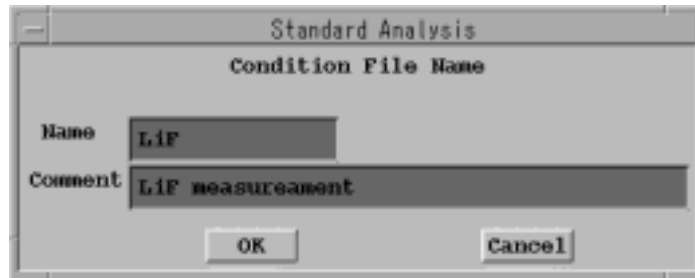 Standard Analysis
Condition File Name
Name LiF
Comment LiF measureament
OK Cancel